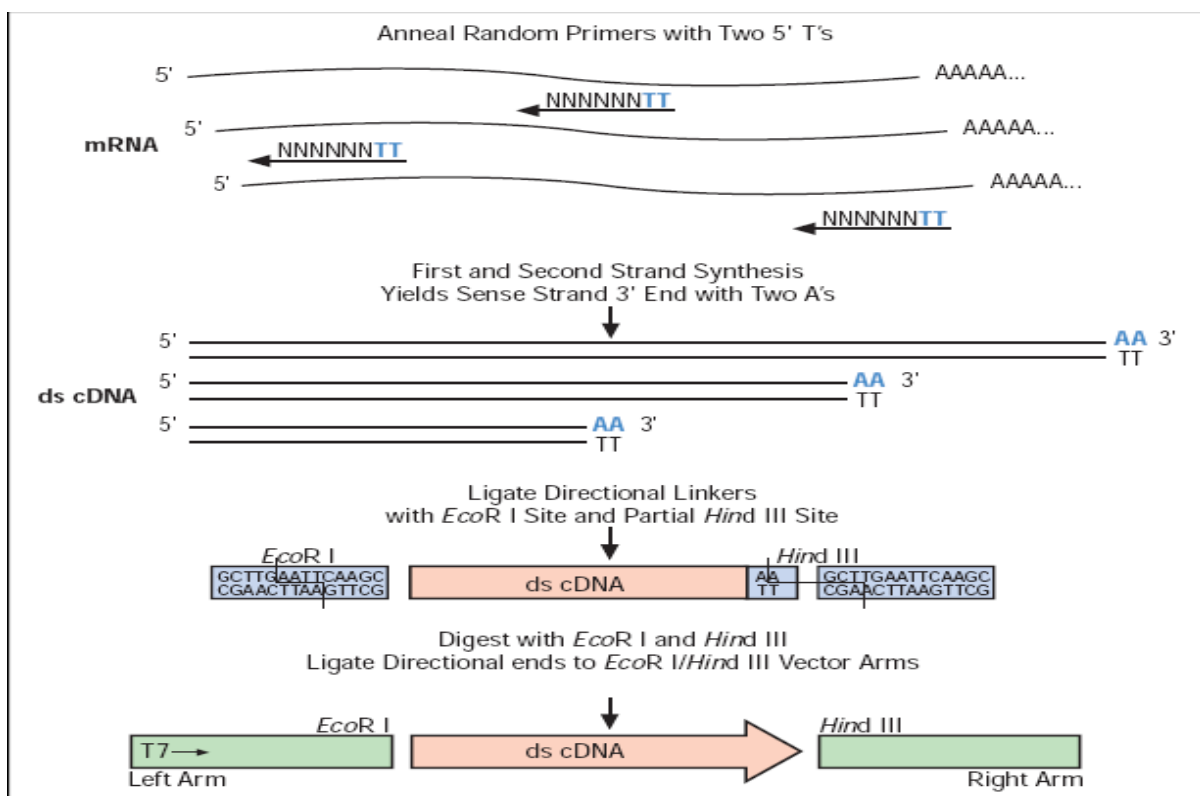 Anneal Random Primers with Two 5' T's
5' AAAAA...
NNNNNNTT
mRNA 5' AAAAA...
NNNNNNTT
5' AAAAA...
NNNNNNTT
First and Second Strand Synthesis
Yields Sense Strand 3' End with Two A's
5' AA 3'
TT
ds cDNA 5' AA 3'
TT
5' AA 3'
TT
Ligate Directional Linkers
with EcoR I Site and Partial Hind III Site
EcoR I Hind III
GCTTGAATTCAAGC ds cDNA AA GCTTGAATTCAAGC
CGAACTTAAGTTCG TT CGAACTTAAGTTCG
Digest with EcoR I and Hind III
Ligate Directional ends to EcoR I/Hind III Vector Arms
EcoR I Hind III
T7 ds cDNA
Left Arm Right Arm